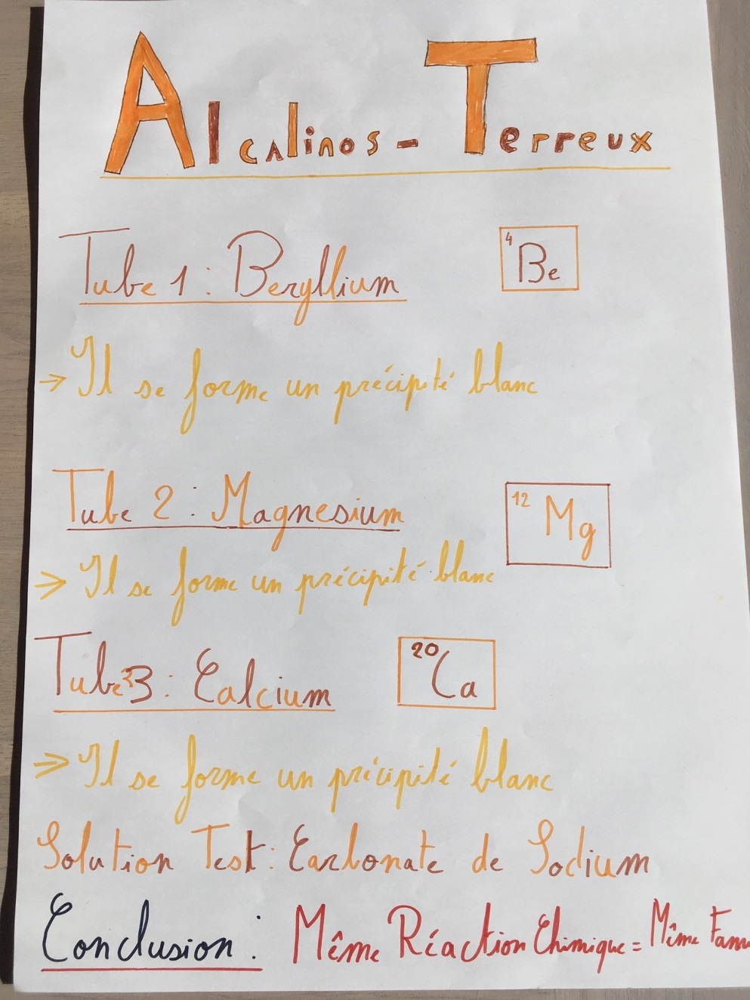 Alcalinos-Terreux
Tube 1: Beryllium
4 Be
→ Il se forme un précipité blanc
Tube 2: Magnesium
12 Mg
⇒ Il se forme un précipité blanc
Tube 3: Calcium
20 Ca
⇒ Il se forme un précipité blanc
Solution Test: Carbonate de Sodium
Conclusion: Même Réaction Chimique = Même